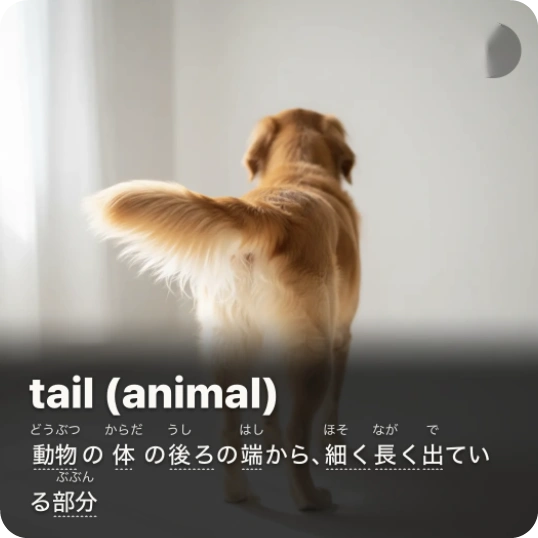 tail (animal)
どうぶつ からだ うし はし ほそ なが で
動物の体の後ろの端から、細く長く出てい
ぶぶん
る部分